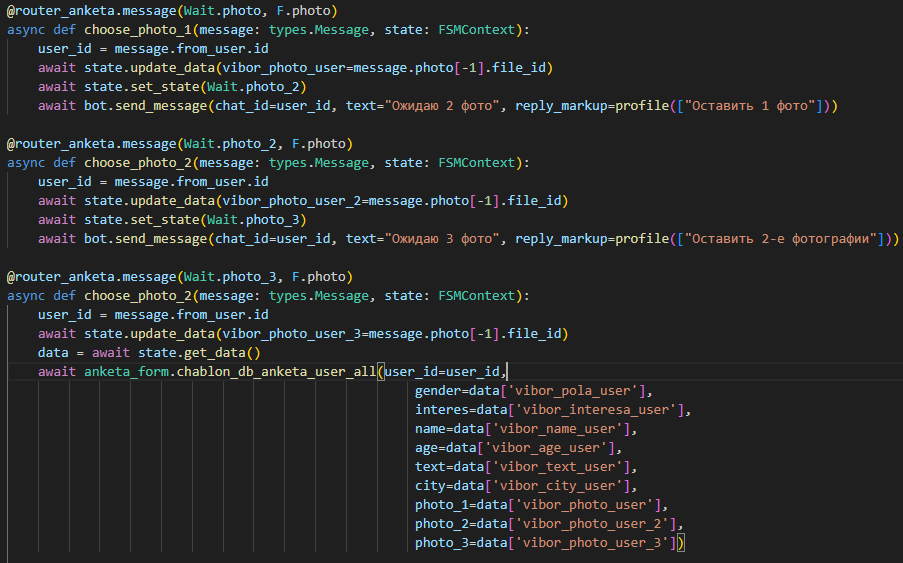 @router_anketa.message(Wait.photo, F.photo)
async def choose_photo_1(message: types.Message, state: FSMContext):
    user_id = message.from_user.id
    await state.update_data(vibor_photo_user=message.photo[-1].file_id)
    await state.set_state(Wait.photo_2)
    await bot.send_message(chat_id=user_id, text="Ожидаю 2 фото", reply_markup=profile(["Оставить 1 фото"]))

@router_anketa.message(Wait.photo_2, F.photo)
async def choose_photo_2(message: types.Message, state: FSMContext):
    user_id = message.from_user.id
    await state.update_data(vibor_photo_user_2=message.photo[-1].file_id)
    await state.set_state(Wait.photo_3)
    await bot.send_message(chat_id=user_id, text="Ожидаю 3 фото", reply_markup=profile(["Оставить 2-е фотографии"]))

@router_anketa.message(Wait.photo_3, F.photo)
async def choose_photo_2(message: types.Message, state: FSMContext):
    user_id = message.from_user.id
    await state.update_data(vibor_photo_user_3=message.photo[-1].file_id)
    data = await state.get_data()
    await anketa_form.chablon_db_anketa_user_all(user_id=user_id,
                                                      gender=data['vibor_pola_user'],
                                                      interes=data['vibor_interesa_user'],
                                                      name=data['vibor_name_user'],
                                                      age=data['vibor_age_user'],
                                                      text=data['vibor_text_user'],
                                                      city=data['vibor_city_user'],
                                                      photo_1=data['vibor_photo_user'],
                                                      photo_2=data['vibor_photo_user_2'],
                                                      photo_3=data['vibor_photo_user_3'])